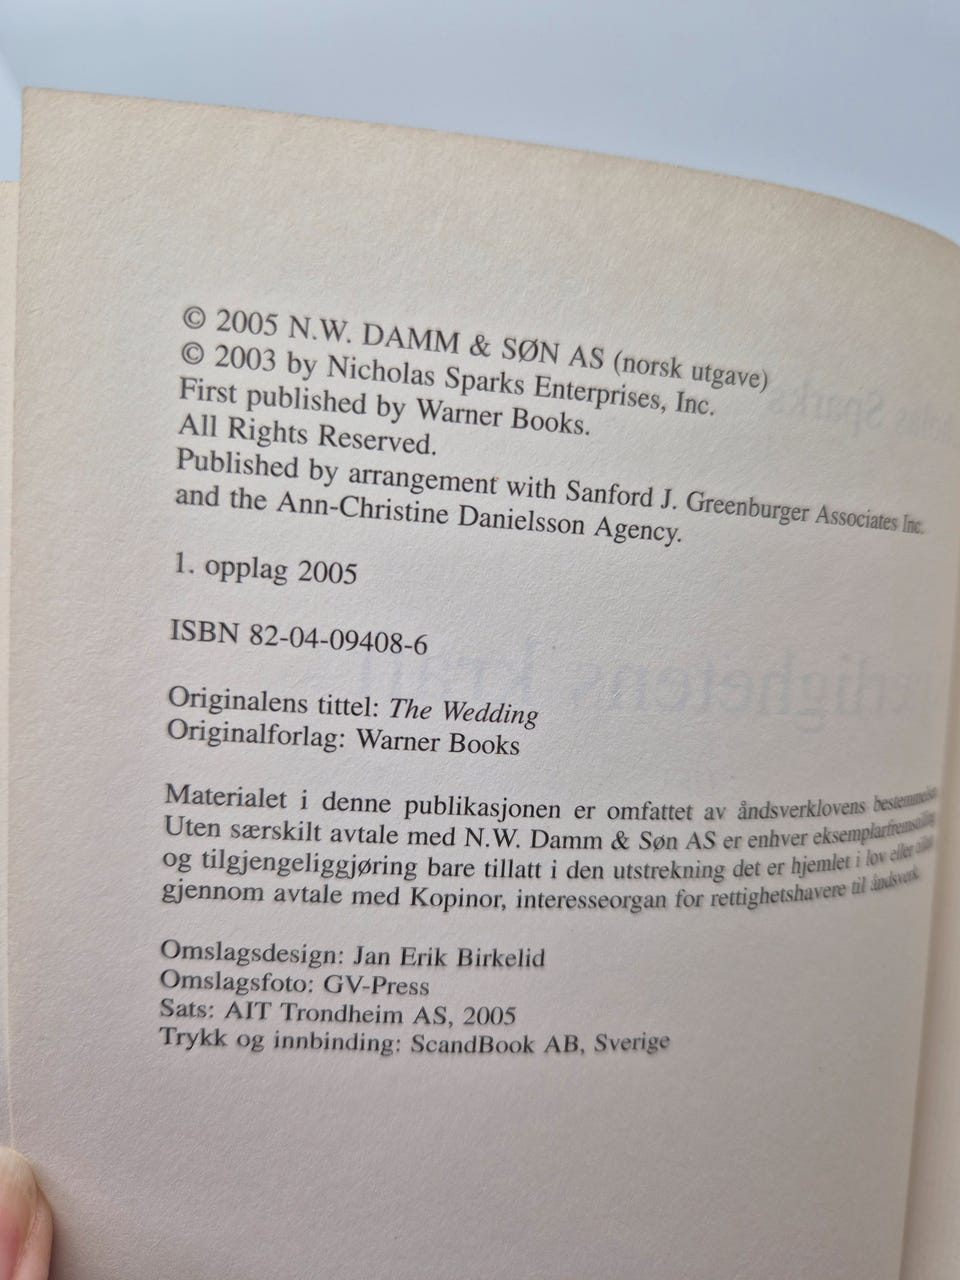 © 2005 N.W. DAMM & SØN AS (norsk utgave)
© 2003 by Nicholas Sparks Enterprises, Inc.
First published by Warner Books.
All Rights Reserved.
Published by arrangement with Sanford J. Greenburger Associates Inc.
and the Ann-Christine Danielsson Agency.
1. opplag 2005
ISBN 82-04-09408-6
Originalens tittel: The Wedding
Originalforlag: Warner Books
Materialet i denne publikasjonen er omfattet av åndsverklovens bestemmelser.
Uten særskilt avtale med N.W. Damm & Søn AS er enhver eksemplarfremstilling
og tilgjengeliggjøring bare tillatt i den utstrekning det er hjemlet i lov eller tillatt
gjennom avtale med Kopinor, interesseorgan for rettighetshavere til åndsverk.
Omslagsdesign: Jan Erik Birkelid
Omslagsfoto: GV-Press
Sats: AIT Trondheim AS, 2005
Trykk og innbinding: ScandBook AB, Sverige